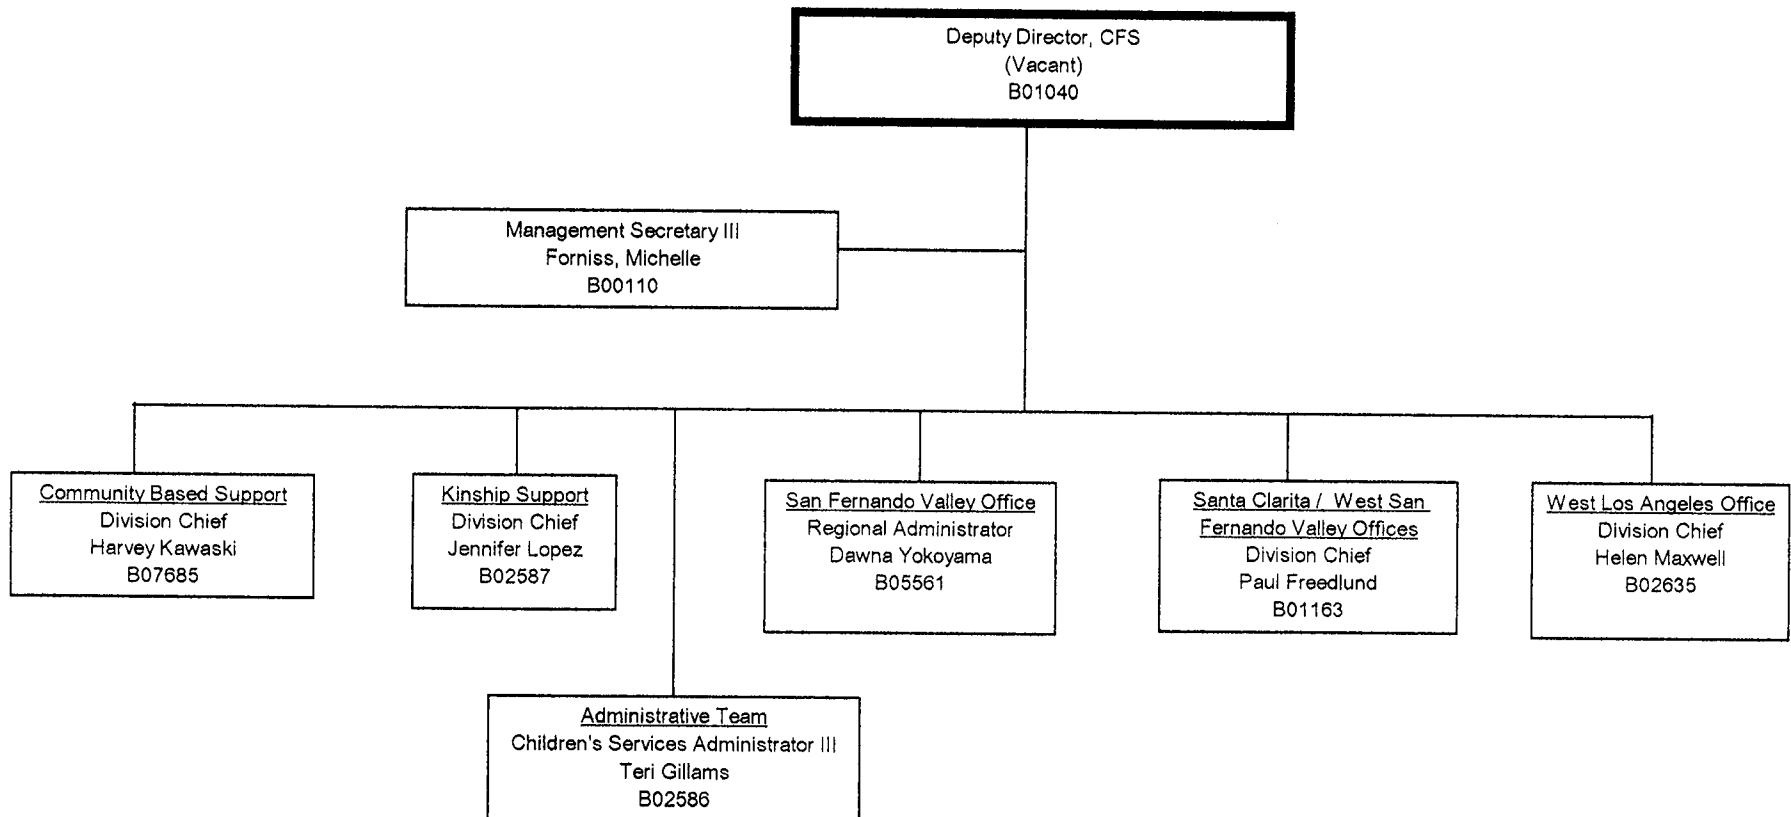 Deputy Director, CFS
(Vacant)
B01040
Management Secretary III
Forniss, Michelle
B00110
Community Based Support
Division Chief
Harvey Kawaski
B07685
Kinship Support
Division Chief
Jennifer Lopez
B02587
San Fernando Valley Office
Regional Administrator
Dawna Yokoyama
B05561
Santa Clarita / West San
Fernando Valley Offices
Division Chief
Paul Freedlund
B01163
West Los Angeles Office
Division Chief
Helen Maxwell
B02635
Administrative Team
Children's Services Administrator III
Teri Gillams
B02586